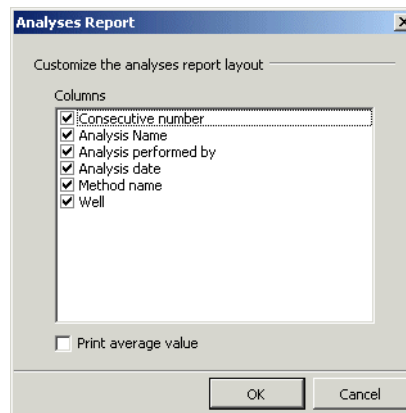 Analyses Report
Customize the analyses report layout
Columns
Consecutive number
Analysis Name
Analysis performed by
Analysis date
Method name
Well
Print average value
OK Cancel